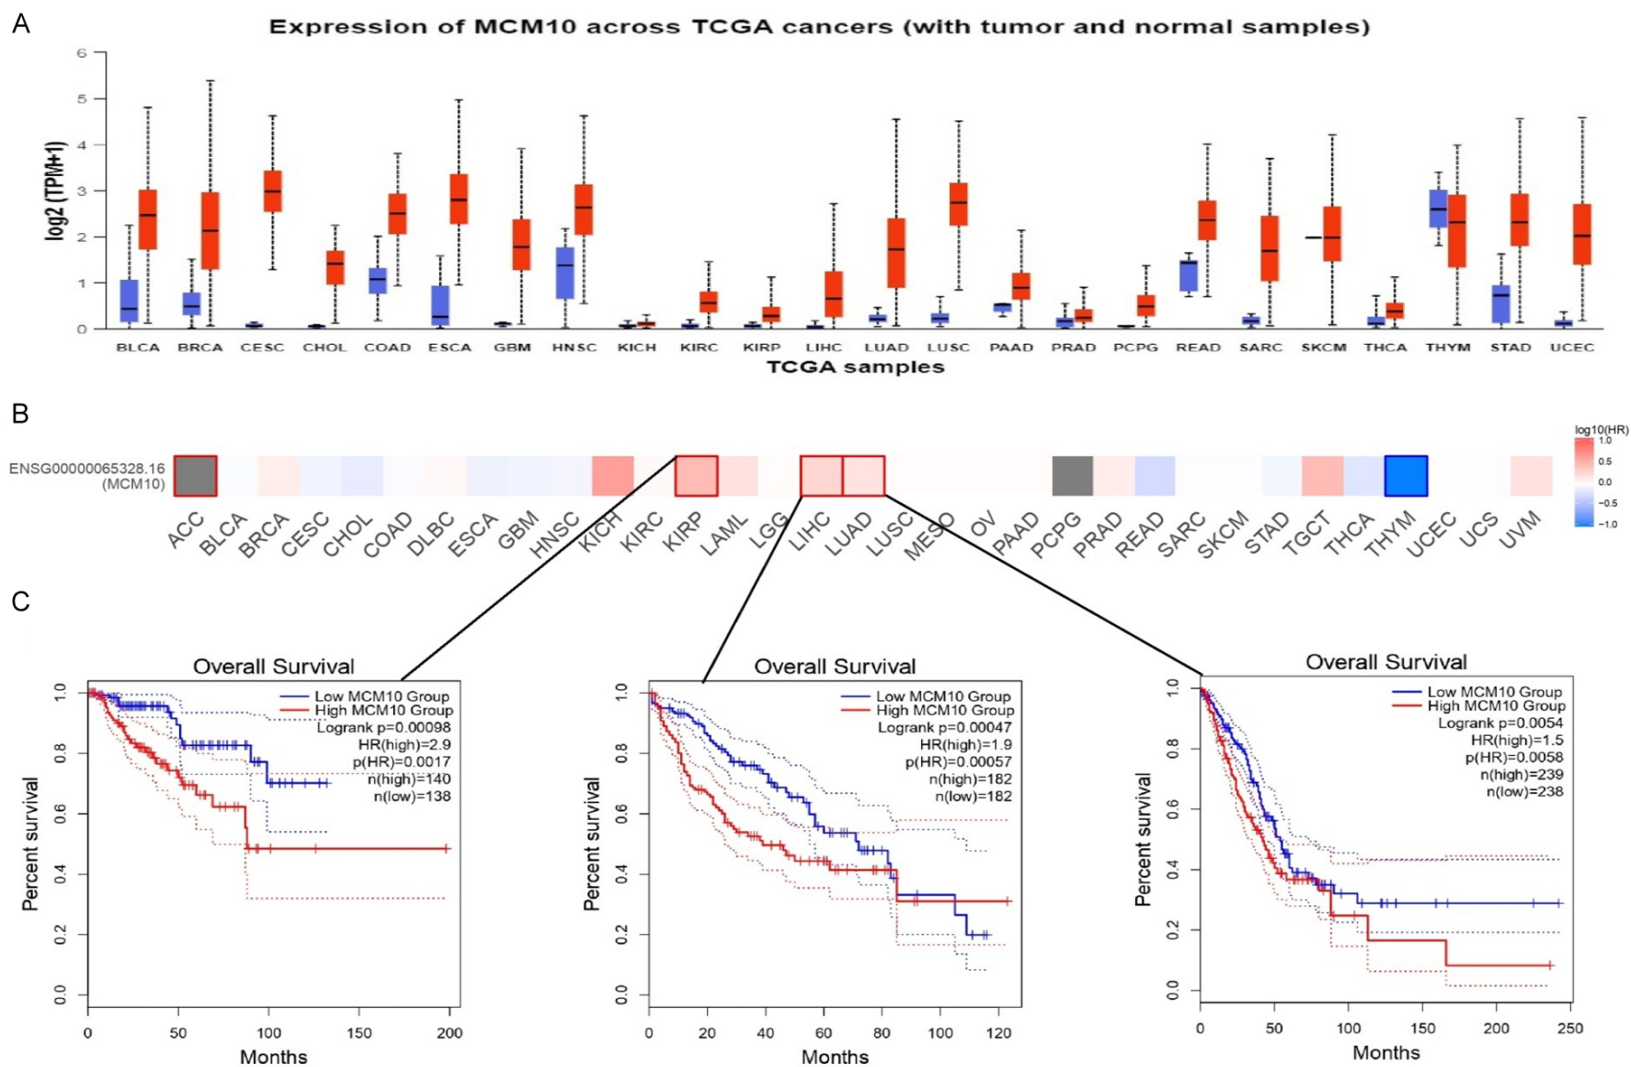 A
Expression of MCM10 across TCGA cancers (with tumor and normal samples)
log2 (TPM+1)
6
5
4
3
2
1
0
BLCA BRCA CESC CHOL COAD ESCA GBM HNSC KICH KIRC KIRP LIHC LUAD LUSC PAAD PRAD PCPG READ SARC SKCM THCA THYM STAD UCEC
TCGA samples
B
ENSG00000065328.16
(MCM10)
log10(HR)
1.0
0.5
0.0
−0.5
−1.0
ACC BLCA BRCA CESC CHOL COAD DLBC ESCA GBM HNSC KICH KIRC KIRP LAML LGG LIHC LUAD LUSC MESO OV PAAD PCPG PRAD READ SARC SKCM STAD TGCT THCA THYM UCEC UCS UVM
C
Overall Survival
Low MCM10 Group
High MCM10 Group
Logrank p=0.00098
HR(high)=2.9
p(HR)=0.0017
n(high)=140
n(low)=138
Percent survival
1.0
0.8
0.6
0.4
0.2
0.0
0 50 100 150 200
Months
Overall Survival
Low MCM10 Group
High MCM10 Group
Logrank p=0.00047
HR(high)=1.9
p(HR)=0.00057
n(high)=182
n(low)=182
Percent survival
1.0
0.8
0.6
0.4
0.2
0.0
0 20 40 60 80 100 120
Months
Overall Survival
Low MCM10 Group
High MCM10 Group
Logrank p=0.0054
HR(high)=1.5
p(HR)=0.0058
n(high)=239
n(low)=238
Percent survival
1.0
0.8
0.6
0.4
0.2
0.0
0 50 100 150 200 250
Months